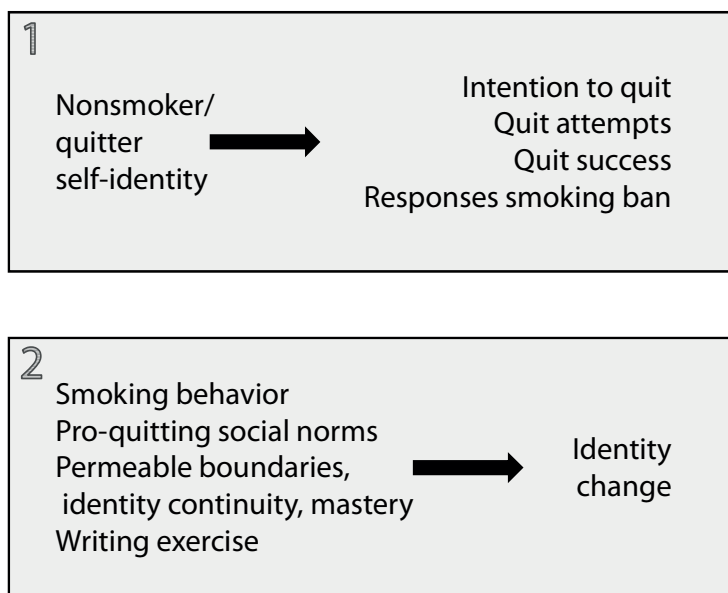 1
Nonsmoker/
quitter
self-identity
Intention to quit
Quit attempts
Quit success
Responses smoking ban
2
Smoking behavior
Pro-quitting social norms
Permeable boundaries,
identity continuity, mastery
Writing exercise
Identity
change